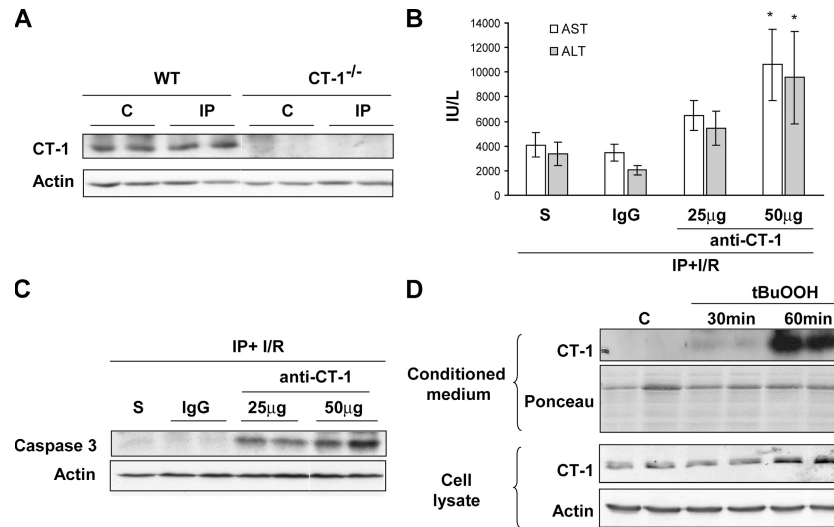 A
WT CT-1-/-
C IP C IP
CT-1
Actin
B
AST
ALT
* *
IU/L
14000
12000
10000
8000
6000
4000
2000
0
S IgG 25µg 50µg
anti-CT-1
IP+I/R
C
IP+ I/R
anti-CT-1
S IgG 25µg 50µg
Caspase 3
Actin
D
tBuOOH
C 30min 60min
CT-1
Conditioned
medium
Ponceau
CT-1
Cell
lysate
Actin